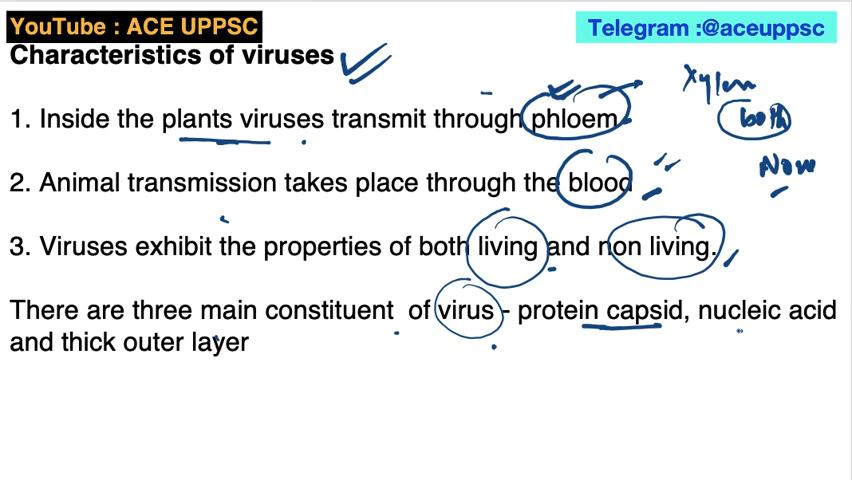 YouTube : ACE UPPSC
Telegram :@aceuppsc
Characteristics of viruses
Xylem
1. Inside the plants viruses transmit through phloem.
both
None
2. Animal transmission takes place through the blood
3. Viruses exhibit the properties of both living and non living.
There are three main constituent of virus - protein capsid, nucleic acid
and thick outer layer